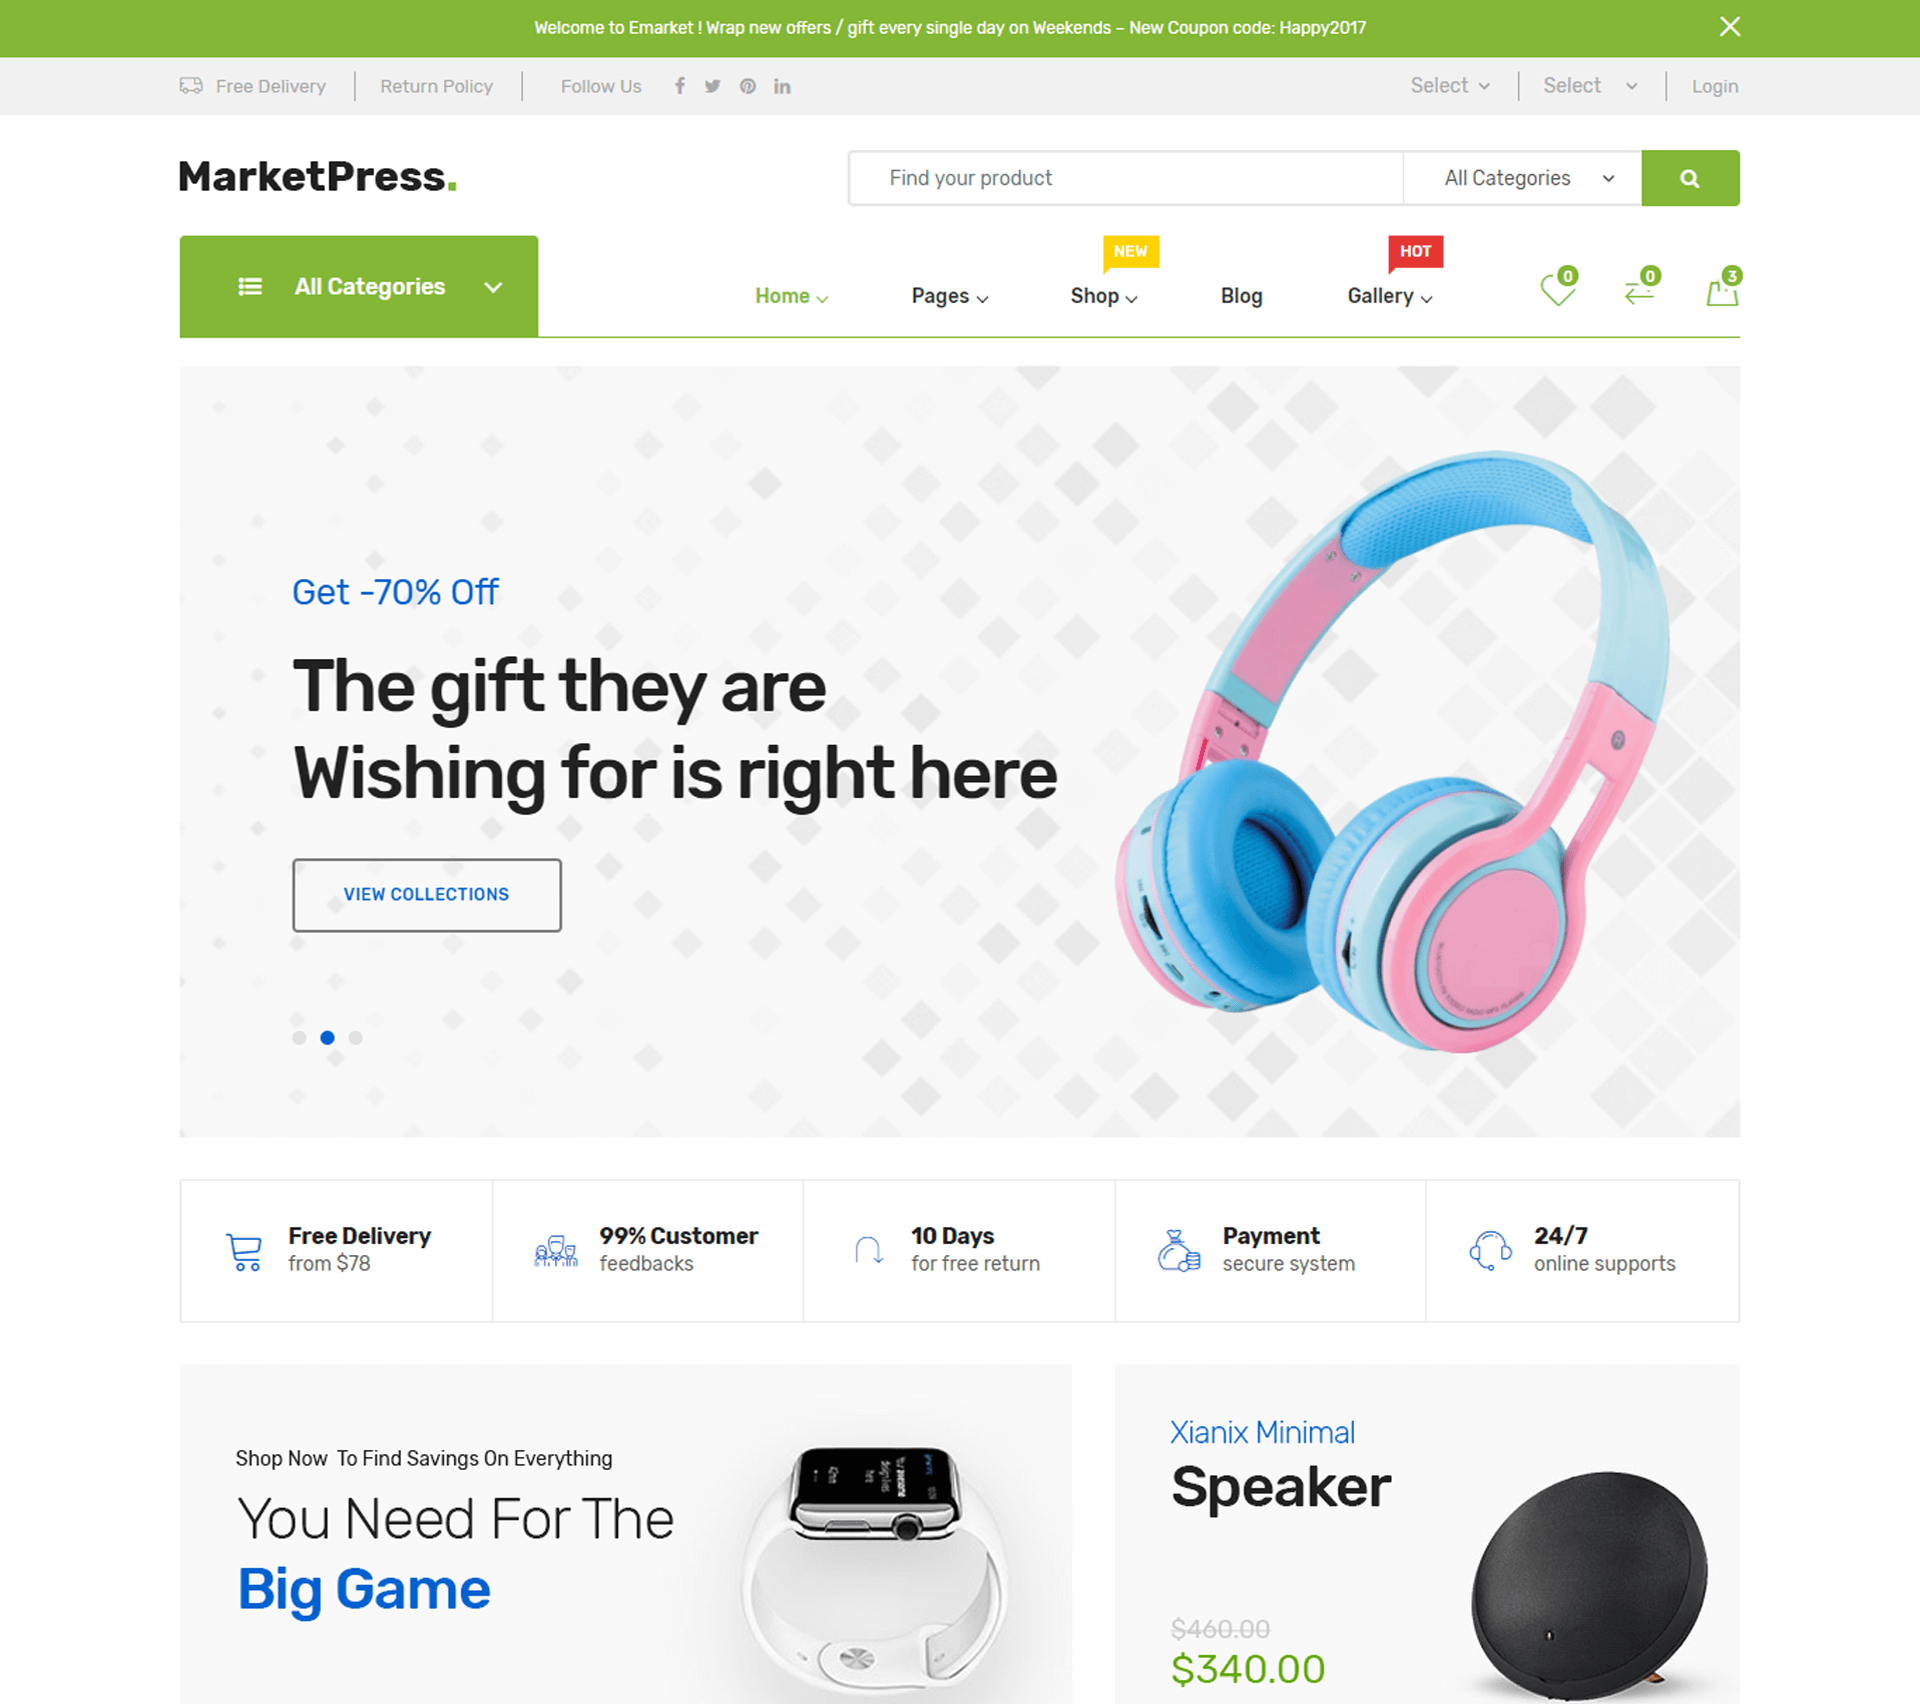 Welcome to Emarket ! Wrap new offers / gift every single day on Weekends – New Coupon code: Happy2017
Free Delivery
Return Policy
Follow Us
Select
Select
Login
MarketPress.
Find your product
All Categories
All Categories
NEW
HOT
Home
Pages
Shop
Blog
Gallery
0
0
3
Get -70% Off
The gift they are
Wishing for is right here
VIEW COLLECTIONS
Free Delivery
from $78
99% Customer
feedbacks
10 Days
for free return
Payment
secure system
24/7
online supports
Shop Now  To Find Savings On Everything
You Need For The
Big Game
Xianix Minimal
Speaker
$460.00
$340.00